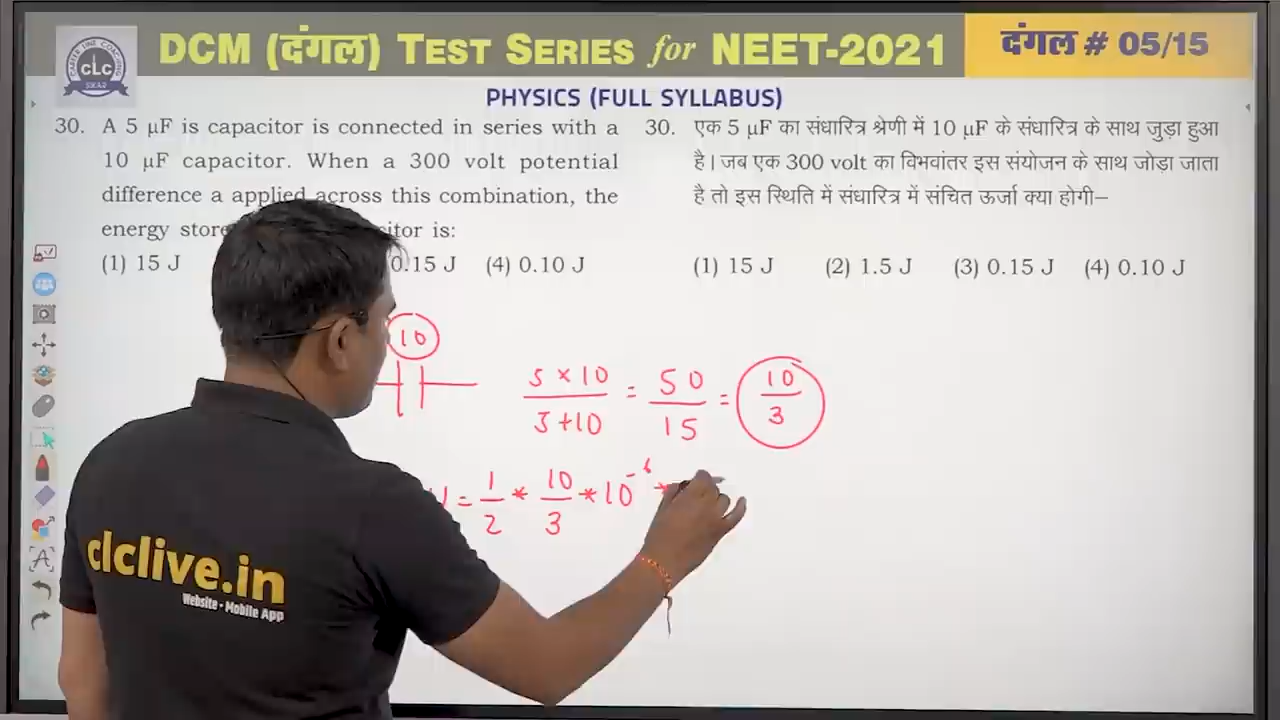 DCM (दंगल) TEST SERIES for NEET-2021
दंगल # 05/15
CLC
SIKAR
PHYSICS (FULL SYLLABUS)
30. A 5 μF is capacitor is connected in series with a
10 μF capacitor. When a 300 volt potential
difference a applied across this combination, the
energy
is:
(1) 15 J 0.15 J (4) 0.10 J
30. एक 5 μF का संधारित्र श्रेणी में 10 μF के संधारित्र के साथ जुड़ा हुआ
है। जब एक 300 volt का विभवांतर इस संयोजन के साथ जोड़ा जाता
है तो इस स्थिति में संधारित्र में संचित ऊर्जा क्या होगी–
(1) 15 J (2) 1.5 J (3) 0.15 J (4) 0.10 J
10
5 × 10 / 3+10 = 50 / 15 = 10 / 3
= 1/2 * 10/3 * 10^-6 *
clclive.in
Website - Mobile App